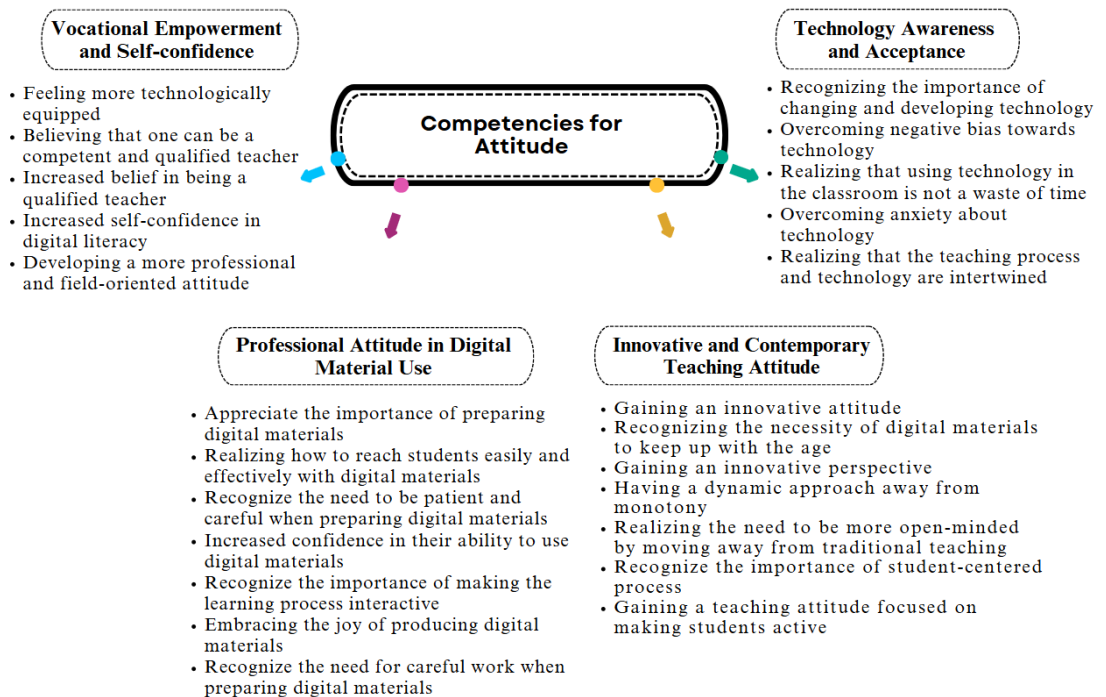 Competencies for
Attitude
Vocational Empowerment
and Self-confidence
• Feeling more technologically
equipped
• Believing that one can be a
competent and qualified teacher
• Increased belief in being a
qualified teacher
• Increased self-confidence in
digital literacy
• Developing a more professional
and field-oriented attitude
Technology Awareness
and Acceptance
• Recognizing the importance of
changing and developing technology
• Overcoming negative bias towards
technology
• Realizing that using technology in
the classroom is not a waste of time
• Overcoming anxiety about
technology
• Realizing that the teaching process
and technology are intertwined
Professional Attitude in Digital
Material Use
• Appreciate the importance of preparing
digital materials
• Realizing how to reach students easily and
effectively with digital materials
• Recognize the need to be patient and
careful when preparing digital materials
• Increased confidence in their ability to use
digital materials
• Recognize the importance of making the
learning process interactive
• Embracing the joy of producing digital
materials
• Recognize the need for careful work when
preparing digital materials
Innovative and Contemporary
Teaching Attitude
• Gaining an innovative attitude
• Recognizing the necessity of digital materials
to keep up with the age
• Gaining an innovative perspective
• Having a dynamic approach away from
monotony
• Realizing the need to be more open-minded
by moving away from traditional teaching
• Recognize the importance of student-centered
process
• Gaining a teaching attitude focused on
making students active